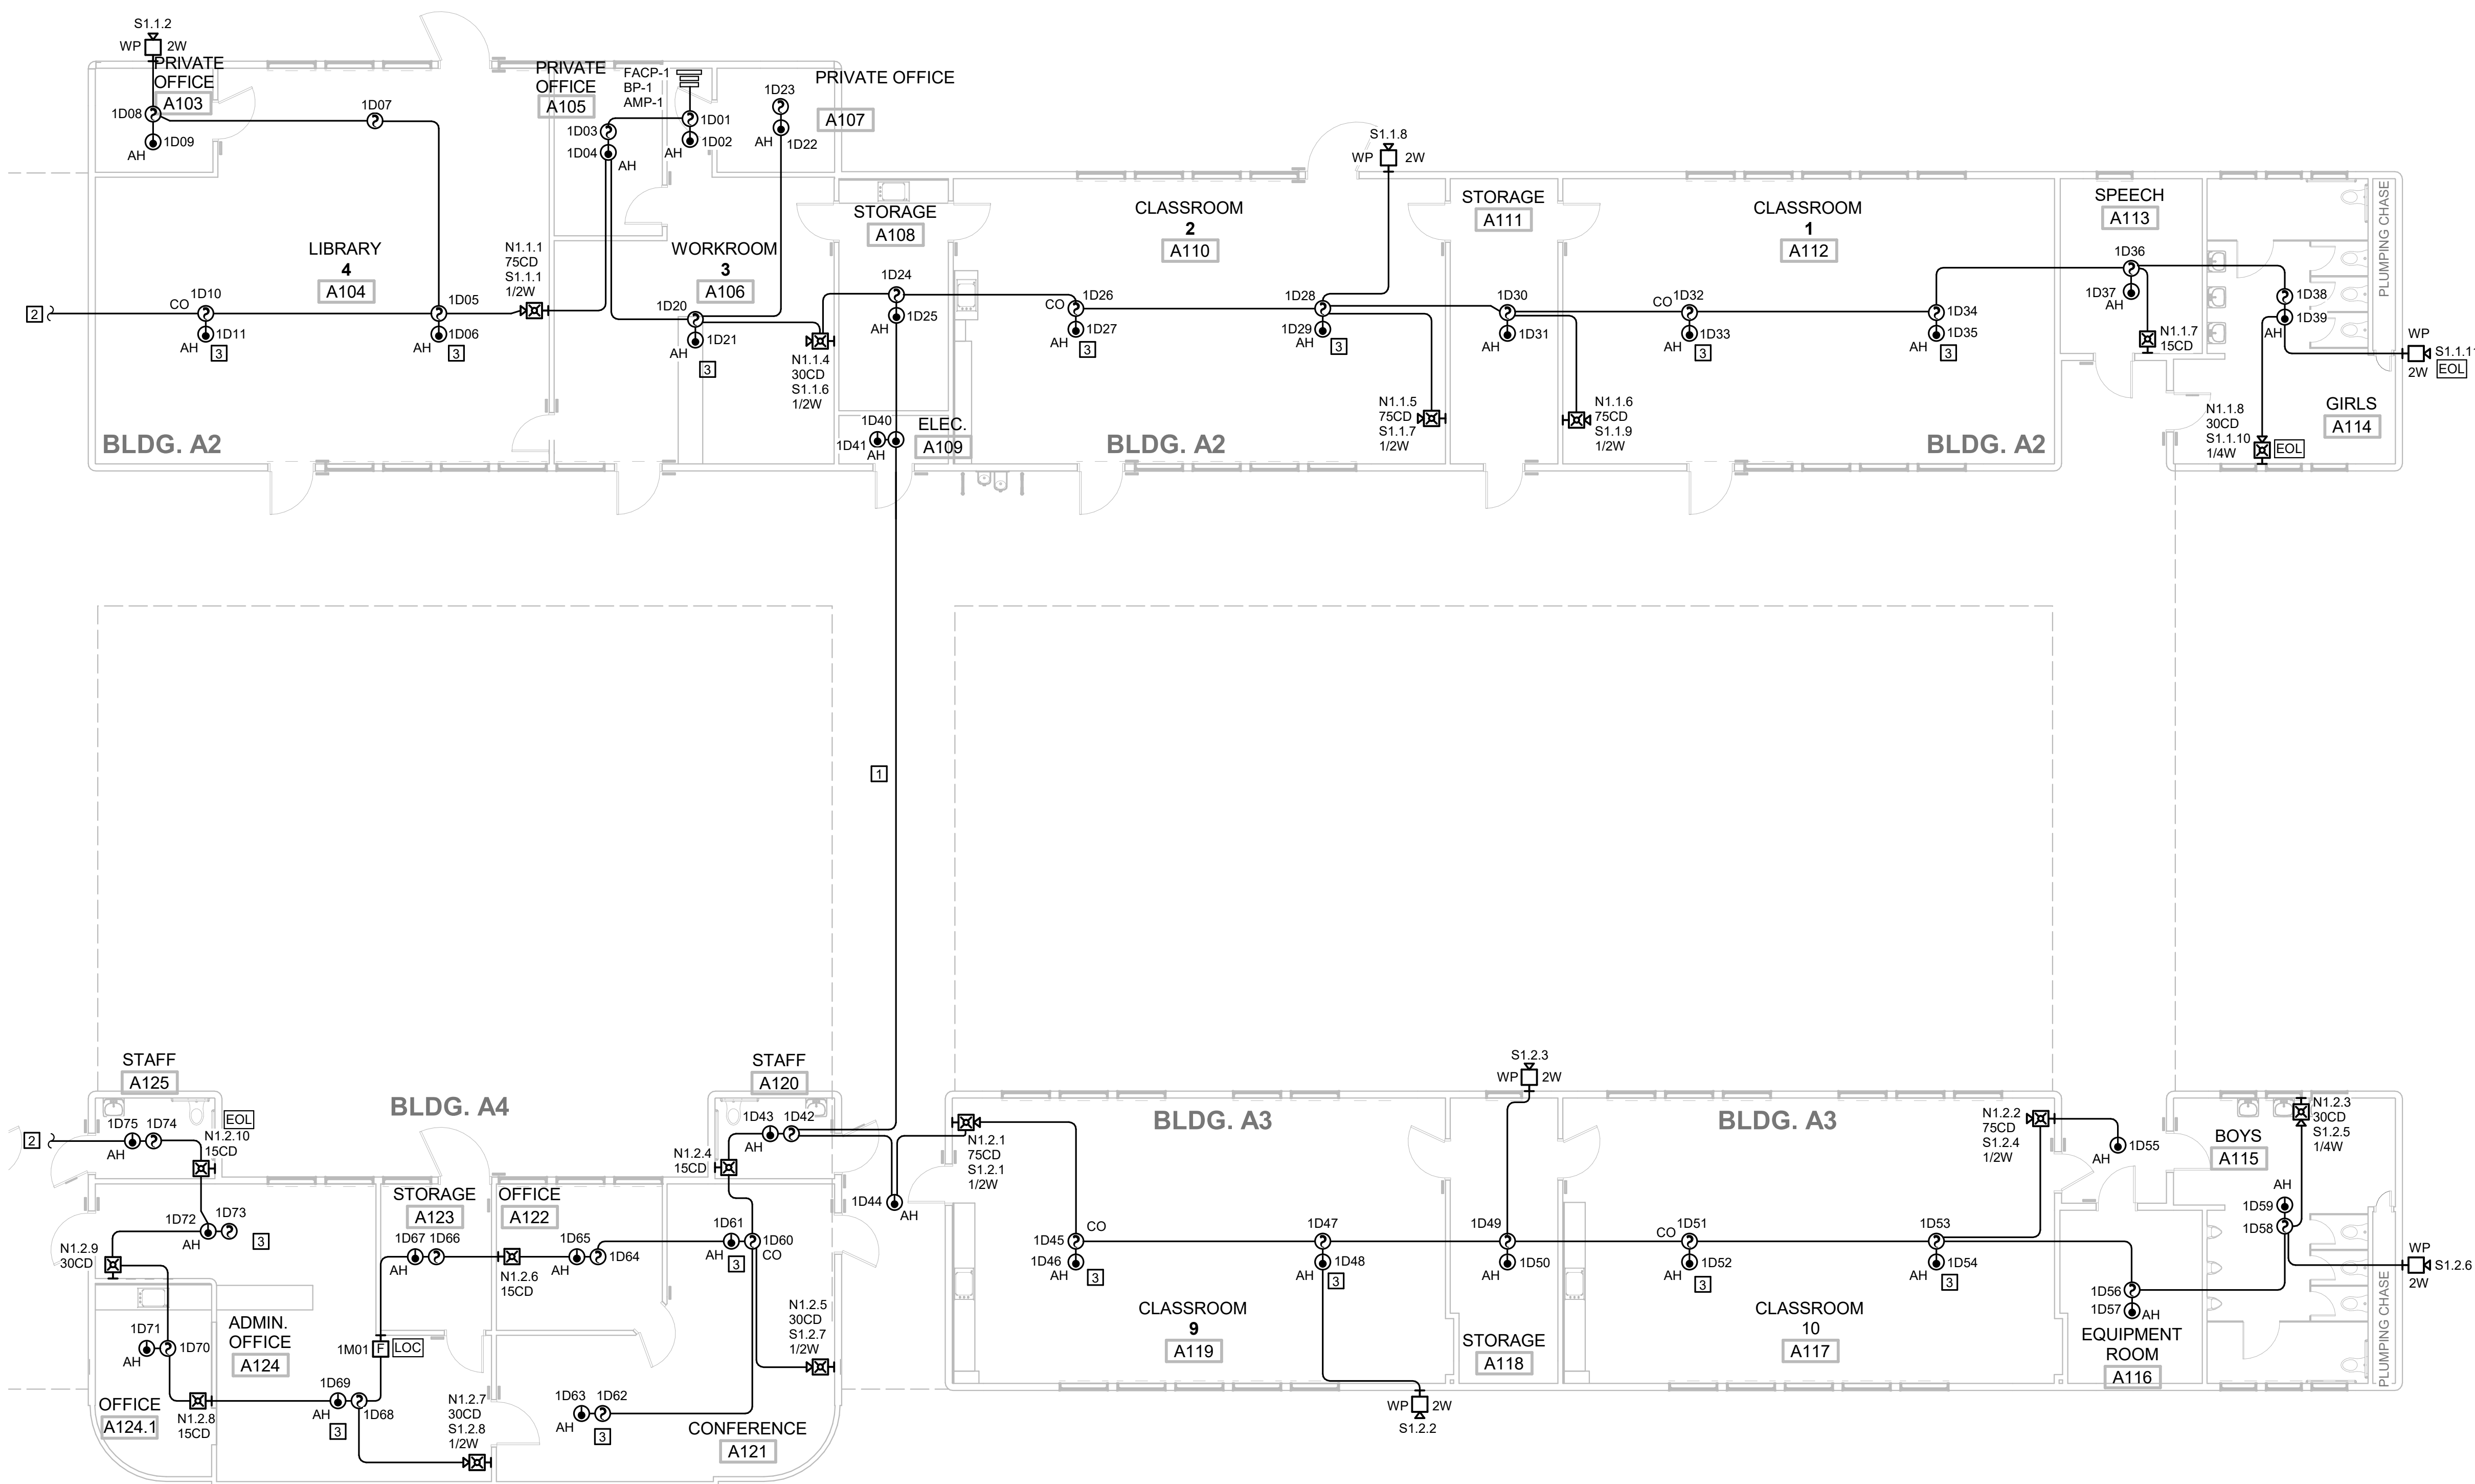 S1.1.2
WP 2W
PRIVATE
OFFICE
A103
1D08
1D09
AH
1D07
PRIVATE
OFFICE
A105
FACP-1
BP-1
AMP-1
1D03
1D04
AH
1D01
1D02
AH
1D23
AH
1D22
PRIVATE OFFICE
A107
LIBRARY
4
A104
CO
1D10
1D11
AH
3
2
1D05
1D06
AH
3
N1.1.1
75CD
S1.1.1
1/2W
WORKROOM
3
A106
1D20
1D21
AH
3
N1.1.4
30CD
S1.1.6
1/2W
STORAGE
A108
1D24
1D25
AH
1D40
1D41
AH
ELEC.
A109
BLDG. A2
S1.1.8
WP 2W
CLASSROOM
2
A110
1D26
CO
1D27
AH
3
1D28
1D29
AH
3
N1.1.5
75CD
S1.1.7
1/2W
BLDG. A2
STORAGE
A111
1D30
1D31
AH
N1.1.6
75CD
S1.1.9
1/2W
CLASSROOM
1
A112
CO
1D32
1D33
AH
3
1D34
1D35
AH
3
BLDG. A2
SPEECH
A113
1D36
1D37
AH
N1.1.7
15CD
1D38
1D39
AH
PLUMPING CHASE
WP
2W
S1.1.11
EOL
N1.1.8
30CD
S1.1.10
1/4W
EOL
GIRLS
A114
1
STAFF
A125
1D75
1D74
AH
2
EOL
N1.2.10
15CD
BLDG. A4
STAFF
A120
1D43
1D42
AH
N1.2.4
15CD
1D44
AH
1D72
1D73
AH
3
N1.2.9
30CD
STORAGE
A123
1D67
1D66
AH
OFFICE
A122
N1.2.6
15CD
1D65
1D64
AH
1D61
1D60
AH
CO
3
N1.2.5
30CD
S1.2.7
1/2W
1D71
1D70
AH
ADMIN.
OFFICE
A124
1M01
F
LOC
1D69
1D68
AH
3
OFFICE
A124.1
N1.2.8
15CD
N1.2.7
30CD
S1.2.8
1/2W
1D63
1D62
AH
3
CONFERENCE
A121
N1.2.1
75CD
S1.2.1
1/2W
BLDG. A3
S1.2.3
WP 2W
BLDG. A3
CO
1D45
1D46
AH
3
1D47
1D48
AH
3
1D49
1D50
AH
CO
1D51
1D52
AH
3
1D53
1D54
AH
3
CLASSROOM
9
A119
WP 2W
S1.2.2
STORAGE
A118
CLASSROOM
10
A117
N1.2.2
75CD
S1.2.4
1/2W
1D55
AH
1D56
1D57
AH
EQUIPMENT
ROOM
A116
BOYS
A115
N1.2.3
30CD
S1.2.5
1/4W
AH
1D59
1D58
WP
S1.2.6
2W
PLUMPING CHASE